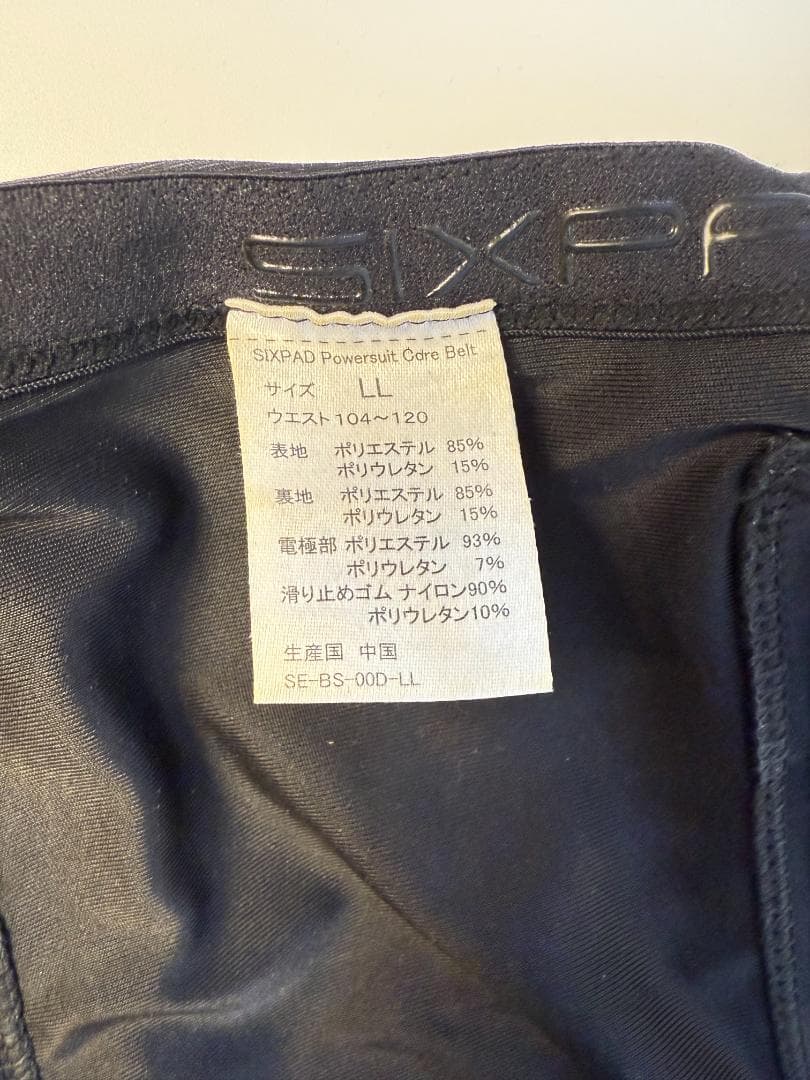 SIXPA
SIXPAD Powersuit Core Belt
サイズ LL
ウエスト104～120
表地 ポリエステル 85%
ポリウレタン 15%
裏地 ポリエステル 85%
ポリウレタン 15%
電極部 ポリエステル 93%
ポリウレタン 7%
滑り止めゴム ナイロン90%
ポリウレタン10%
生産国 中国
SE-BS-00D-LL